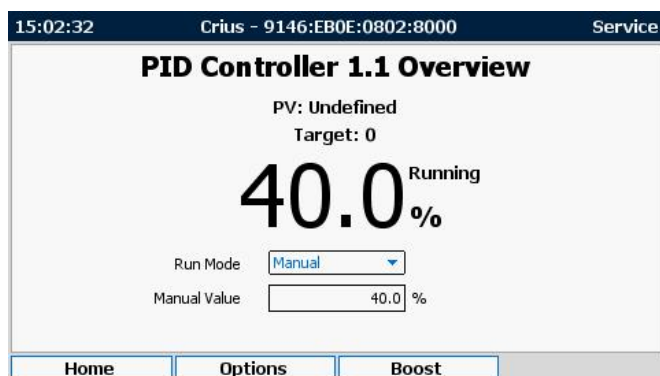 15:02:32 Crius - 9146:EB0E:0802:8000 Service
PID Controller 1.1 Overview
PV: Undefined
Target: 0
40.0 % Running
Run Mode Manual
Manual Value 40.0 %
Home Options Boost